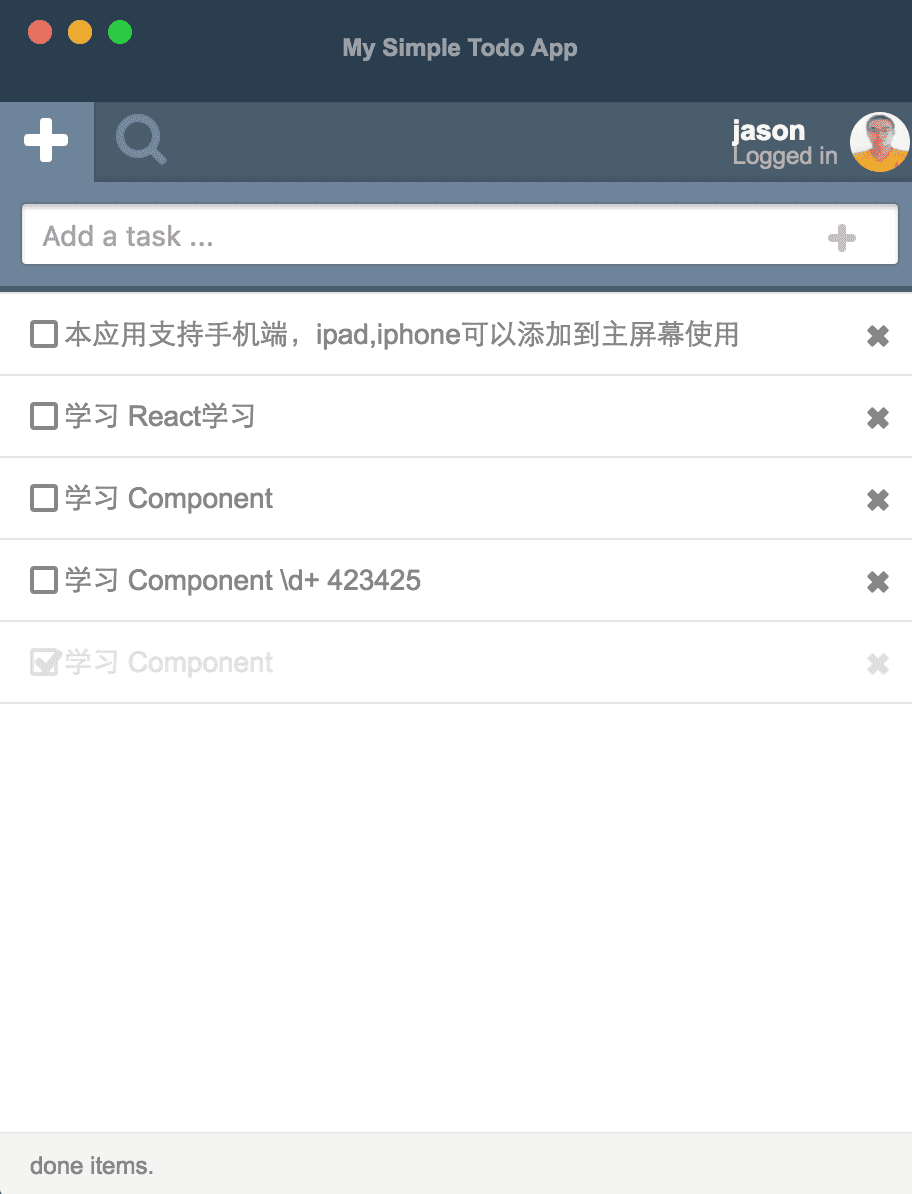 My Simple Todo App
jason
Logged in
Add a task ...
本应用支持手机端，ipad,iphone可以添加到主屏幕使用
学习 React学习
学习 Component
学习 Component \d+ 423425
学习 Component
done items.